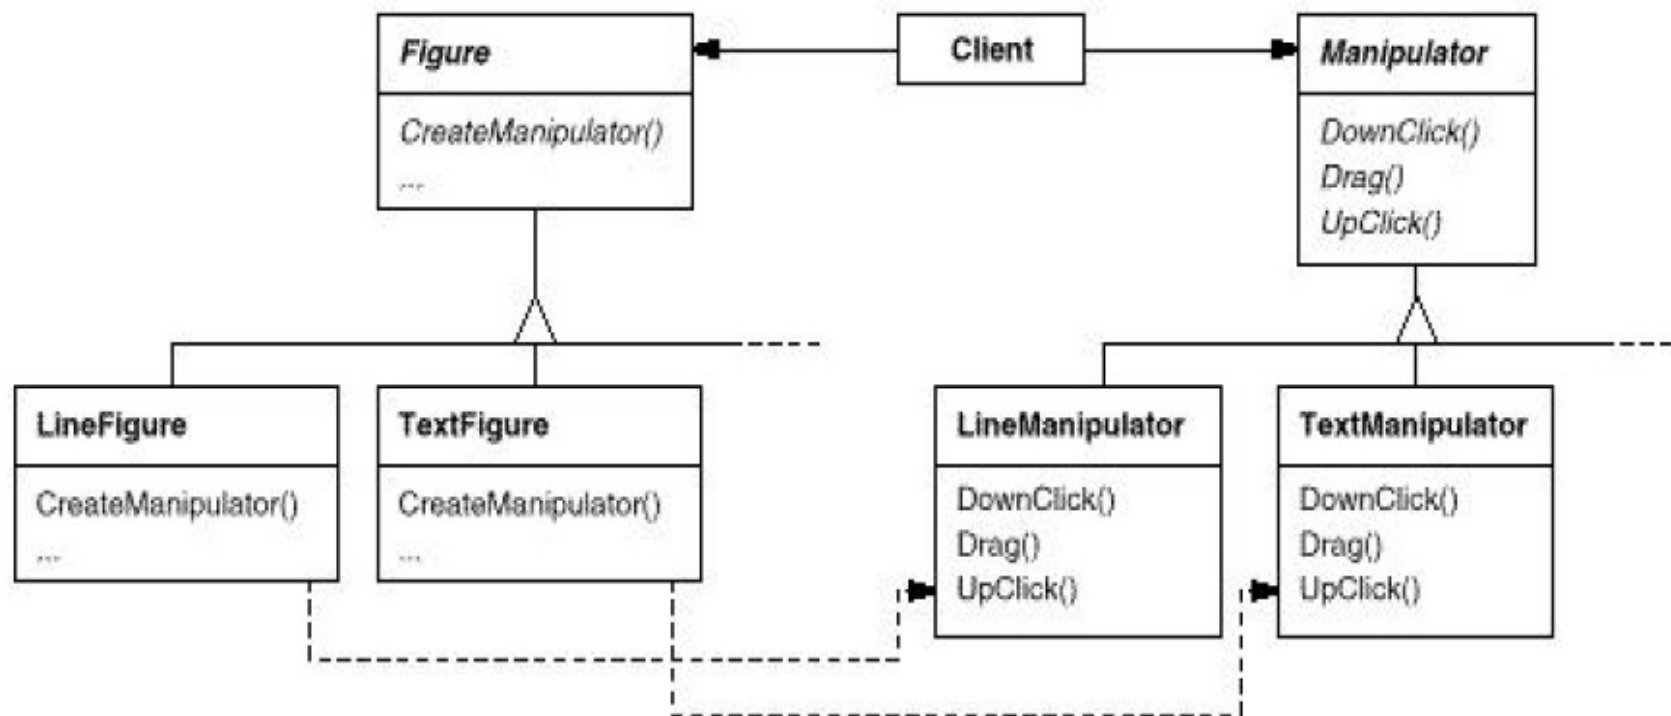 Figure
CreateManipulator()
...
Client
Manipulator
DownClick()
Drag()
UpClick()
LineFigure
CreateManipulator()
...
TextFigure
CreateManipulator()
...
LineManipulator
DownClick()
Drag()
UpClick()
TextManipulator
DownClick()
Drag()
UpClick()